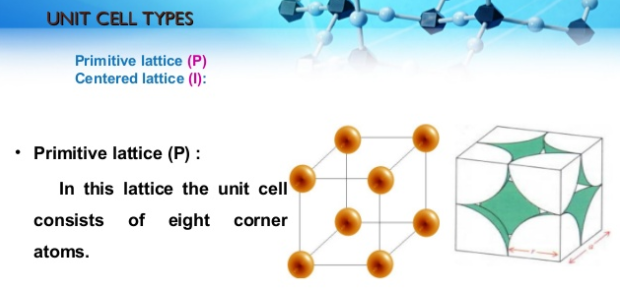 UNIT CELL TYPES
Primitive lattice (P)
Centered lattice (I):
• Primitive lattice (P) :
In this lattice the unit cell
consists of eight corner
atoms.
r
a